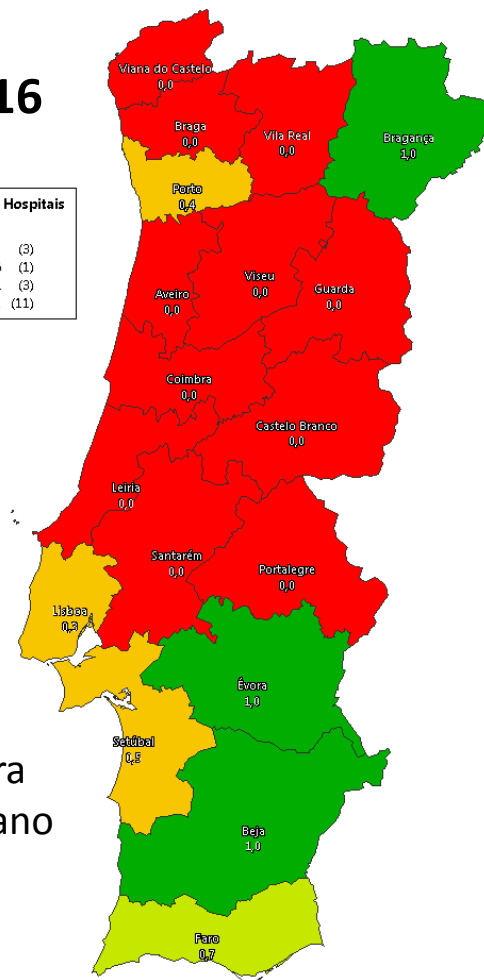 16
Hospitais
(3)
(1)
(3)
(11)
Viana do Castelo
0,0
Braga
0,0
Vila Real
0,0
Bragança
1,0
Porto
0,4
Aveiro
0,0
Viseu
0,0
Guarda
0,0
Coimbra
0,0
Castelo Branco
0,0
Leiria
0,0
Santarém
0,0
Portalegre
0,0
Lisboa
0,3
Évora
1,0
Setúbal
0,5
ra
ano
Beja
1,0
Faro
0,7